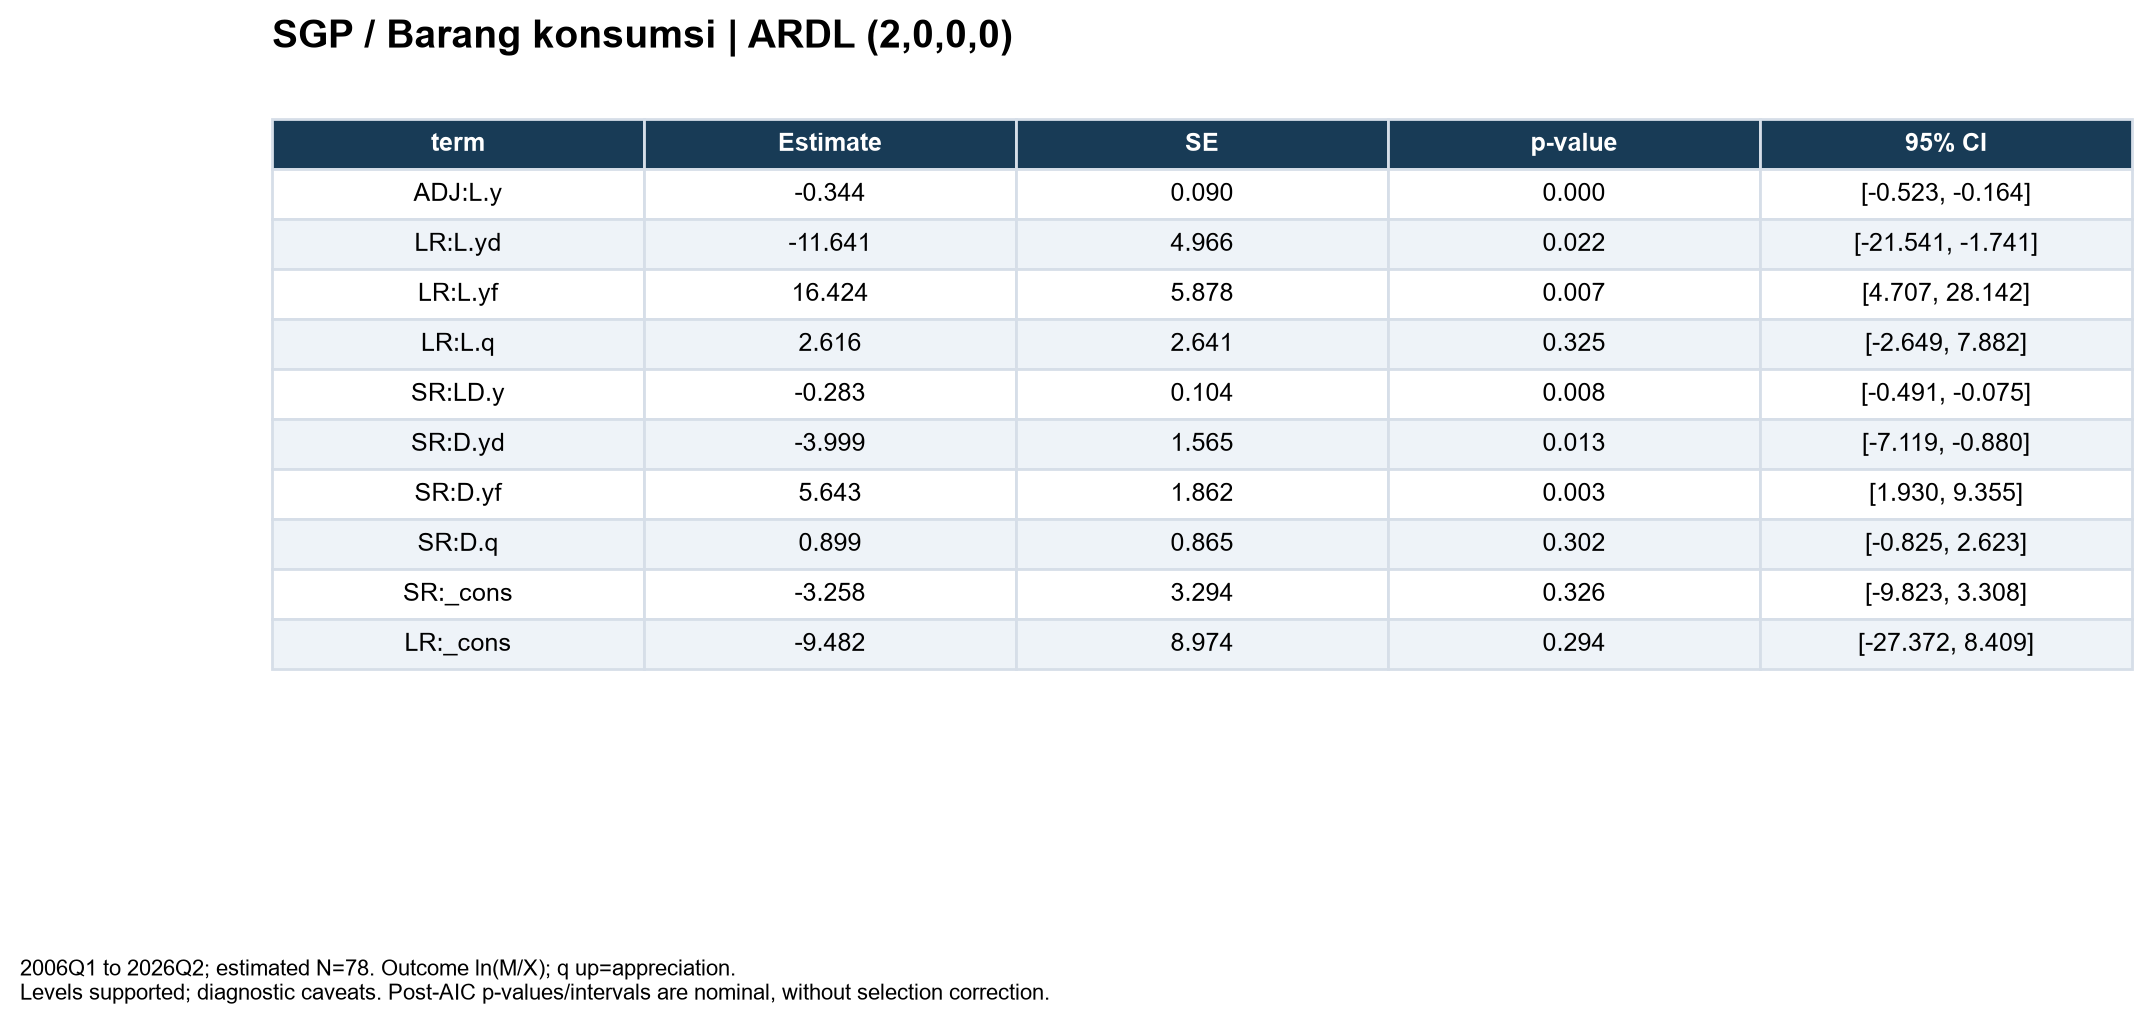 SGP / Barang konsumsi | ARDL (2,0,0,0)
term Estimate SE p-value 95% CI
ADJ:L.y -0.344 0.090 0.000 [-0.523, -0.164]
LR:L.yd -11.641 4.966 0.022 [-21.541, -1.741]
LR:L.yf 16.424 5.878 0.007 [4.707, 28.142]
LR:L.q 2.616 2.641 0.325 [-2.649, 7.882]
SR:LD.y -0.283 0.104 0.008 [-0.491, -0.075]
SR:D.yd -3.999 1.565 0.013 [-7.119, -0.880]
SR:D.yf 5.643 1.862 0.003 [1.930, 9.355]
SR:D.q 0.899 0.865 0.302 [-0.825, 2.623]
SR:_cons -3.258 3.294 0.326 [-9.823, 3.308]
LR:_cons -9.482 8.974 0.294 [-27.372, 8.409]
2006Q1 to 2026Q2; estimated N=78. Outcome ln(M/X); q up=appreciation.
Levels supported; diagnostic caveats. Post-AIC p-values/intervals are nominal, without selection correction.